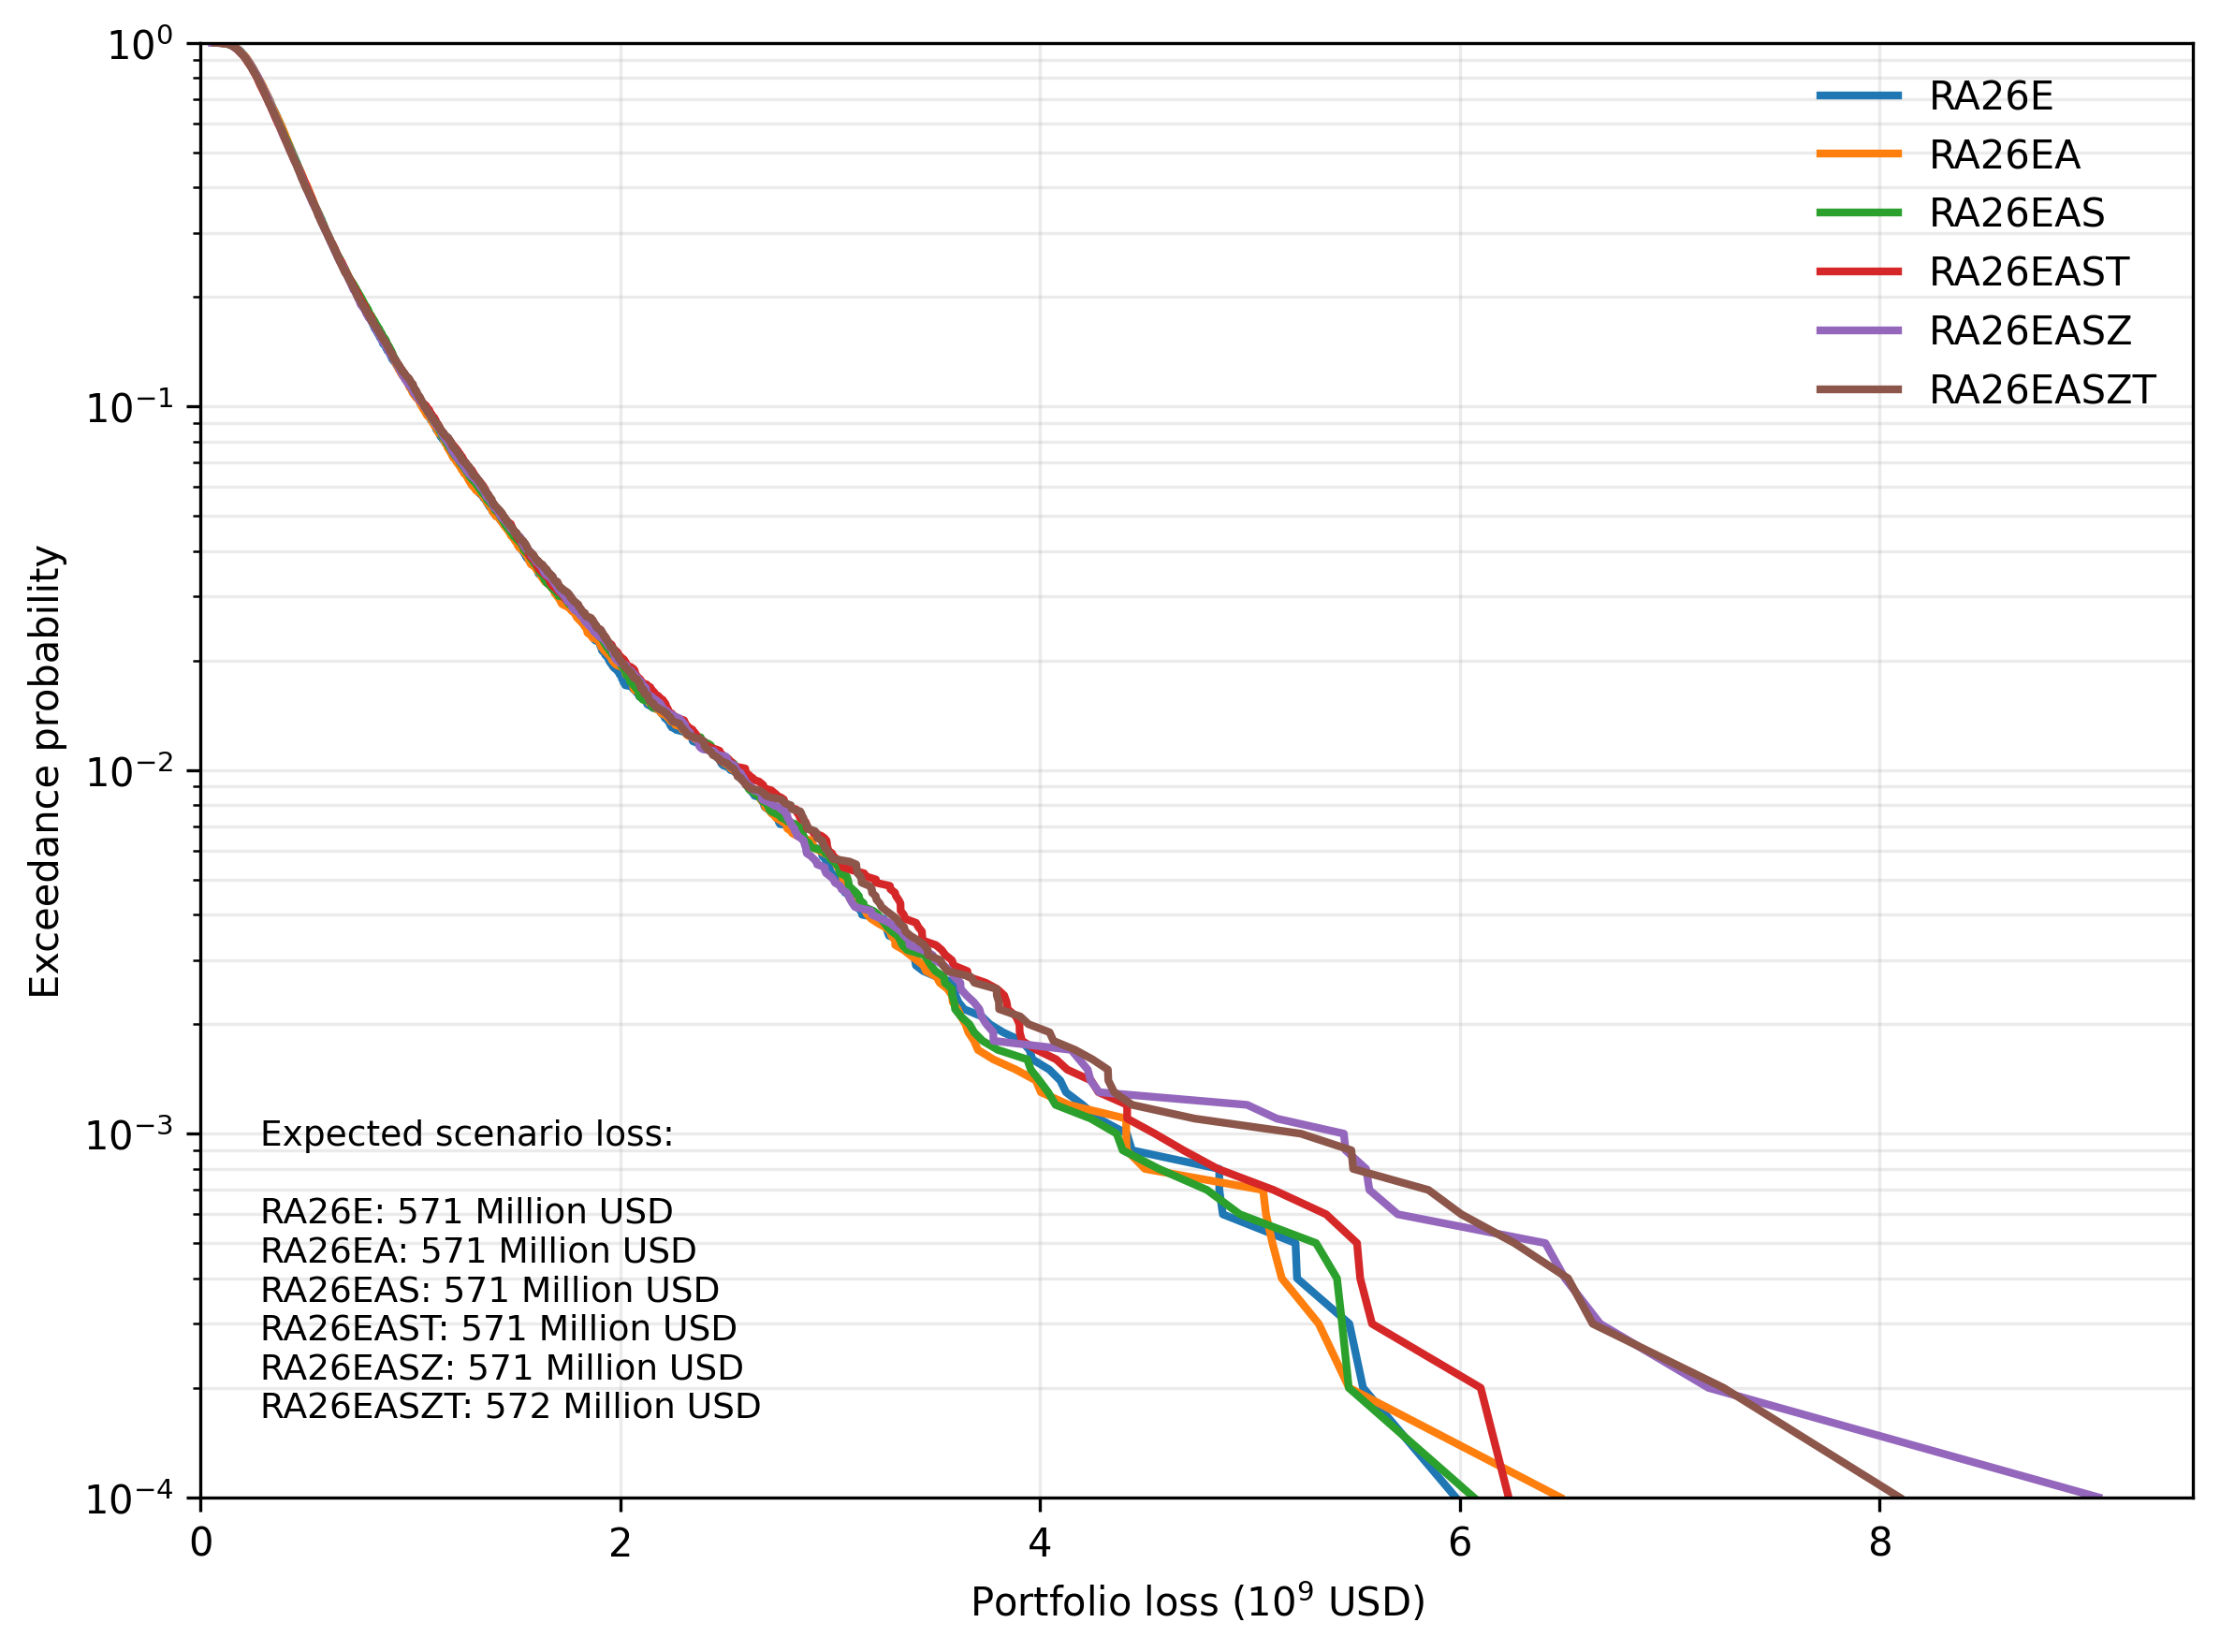 10⁰
10⁻¹
10⁻²
10⁻³
10⁻⁴
Exceedance probability
RA26E
RA26EA
RA26EAS
RA26EAST
RA26EASZ
RA26EASZT
Expected scenario loss:
RA26E: 571 Million USD
RA26EA: 571 Million USD
RA26EAS: 571 Million USD
RA26EAST: 571 Million USD
RA26EASZ: 571 Million USD
RA26EASZT: 572 Million USD
0 2 4 6 8
Portfolio loss (10⁹ USD)